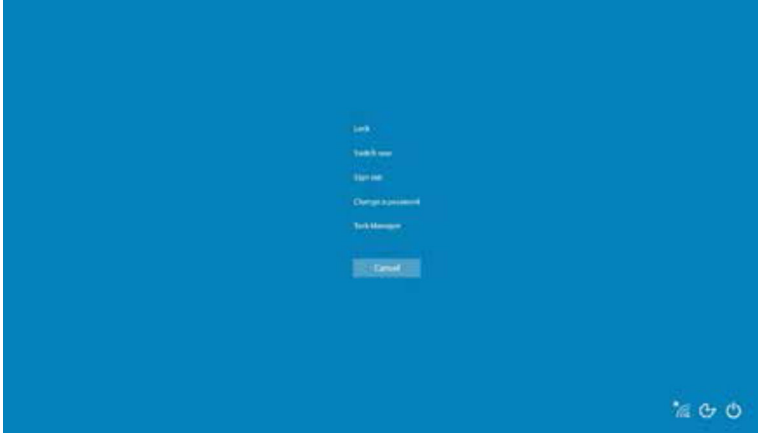 Lock
Switch user
Sign out
Change a password
Task Manager
Cancel